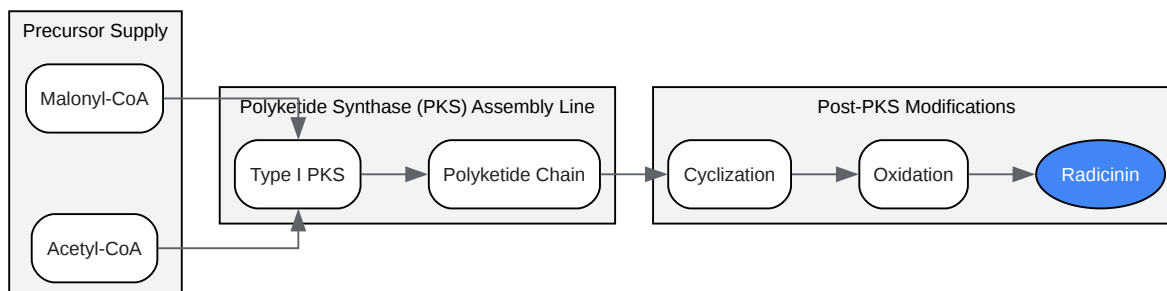 Precursor Supply
Malonyl-CoA
Acetyl-CoA
Polyketide Synthase (PKS) Assembly Line
Type I PKS
Polyketide Chain
Post-PKS Modifications
Cyclization
Oxidation
Radicinin